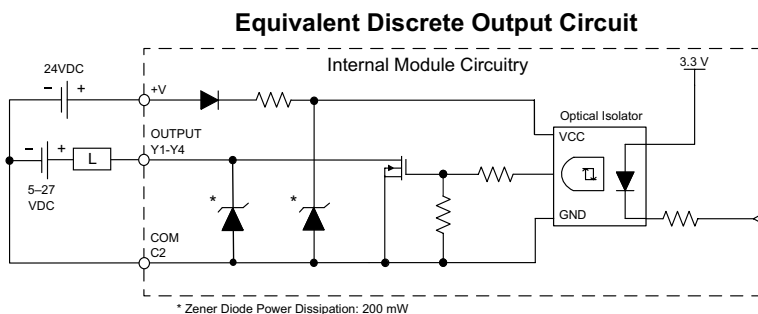 Equivalent Discrete Output Circuit
Internal Module Circuitry
24VDC
3.3 V
− +
+V
Optical Isolator
VCC
OUTPUT
Y1-Y4
− +
L
5–27
VDC
* *
GND
COM
C2
* Zener Diode Power Dissipation: 200 mW